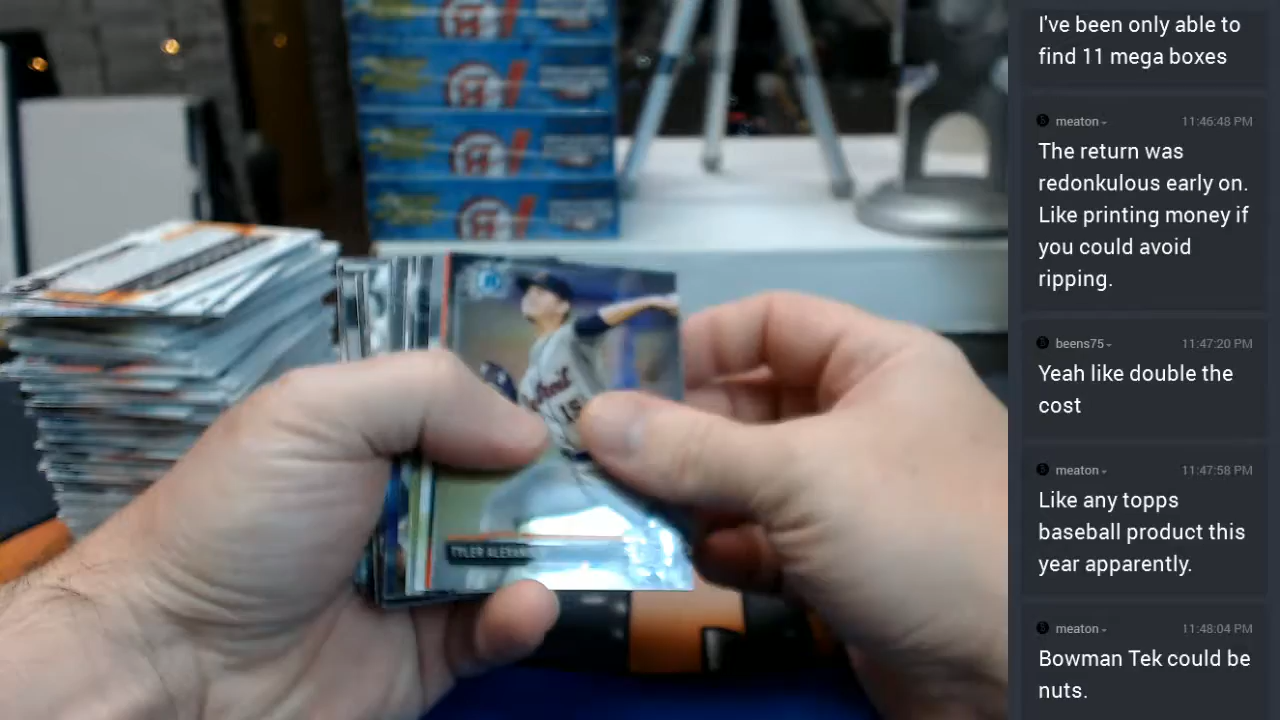 I've been only able to
find 11 mega boxes
meaton
11:46:48 PM
The return was
redonkulous early on.
Like printing money if
you could avoid
ripping.
beens75
11:47:20 PM
Yeah like double the
cost
meaton
11:47:58 PM
Like any topps
baseball product this
year apparently.
meaton
11:48:04 PM
Bowman Tek could be
nuts.
15
TYLER